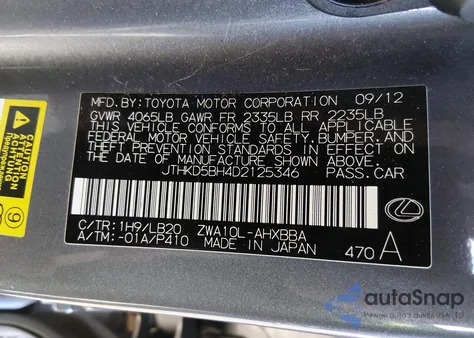 MFD. BY: TOYOTA MOTOR CORPORATION 09/12
GVWR 4065LB GAWR FR 2335LB RR 2235LB
THIS VEHICLE CONFORMS TO ALL APPLICABLE
FEDERAL MOTOR VEHICLE SAFETY, BUMPER, AND
THEFT PREVENTION STANDARDS IN EFFECT ON THE
DATE OF MANUFACTURE SHOWN ABOVE.
JTHKD5BH4D2125346 PASS.CAR
C/TR: 1H9/LB20 ZWA10L-AHXBBA
A/TM: -01A/P410 MADE IN JAPAN
470 A
9
autoSnap